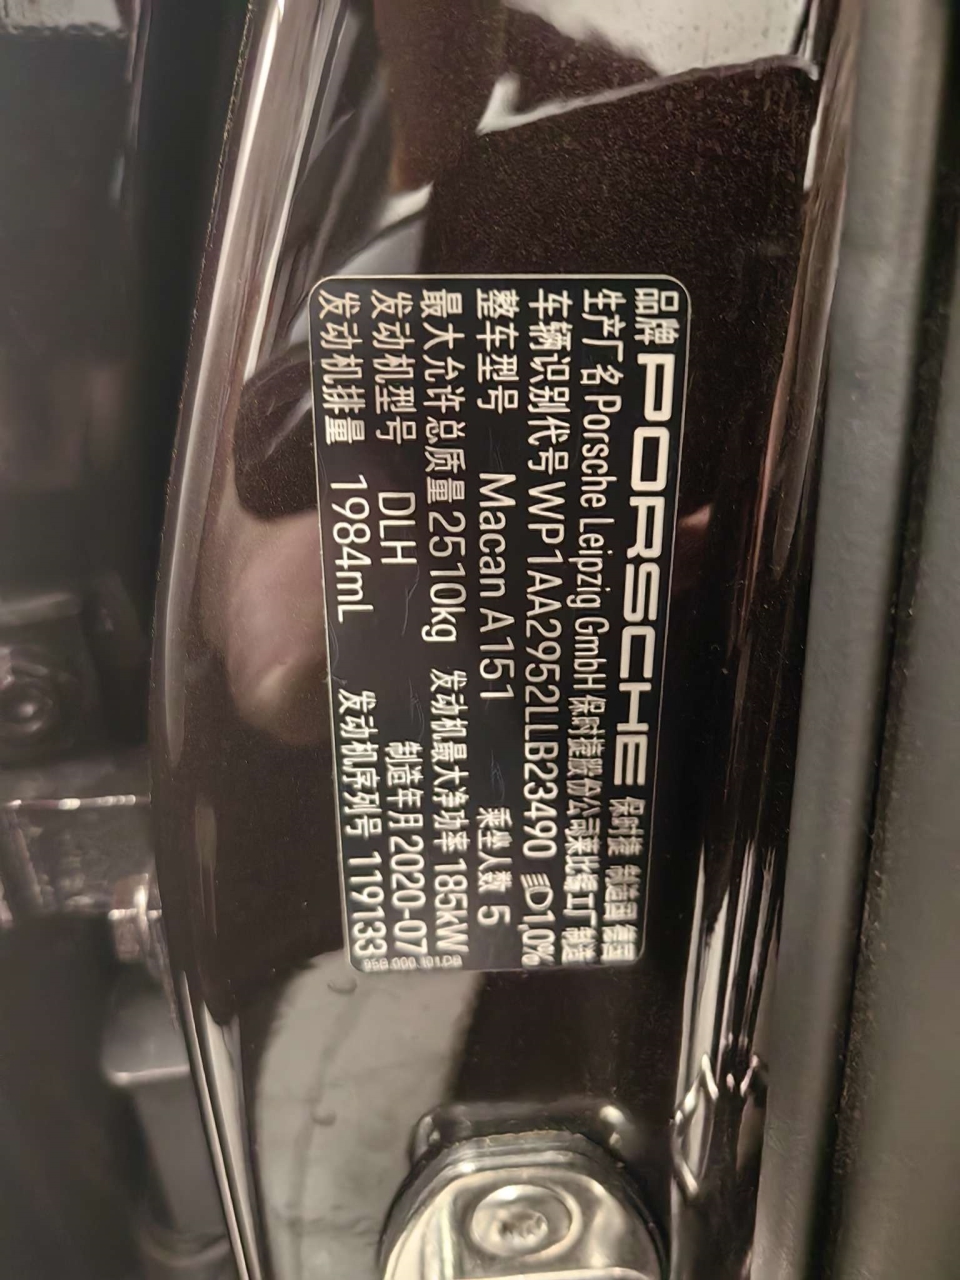 品牌 PORSCHE 保时捷 制造国 德国
生产厂名 Porsche Leipzig GmbH 保时捷股份公司莱比锡工厂制造
车辆识别代号 WP1AA2952LLB23490 1,0%
整车型号 Macan A151 乘坐人数 5
最大允许总质量 2510kg 发动机最大净功率 185kW
发动机型号 DLH 制造年月 2020-07
发动机排量 1984mL 发动机序列号 119133
95B.000.101.DB